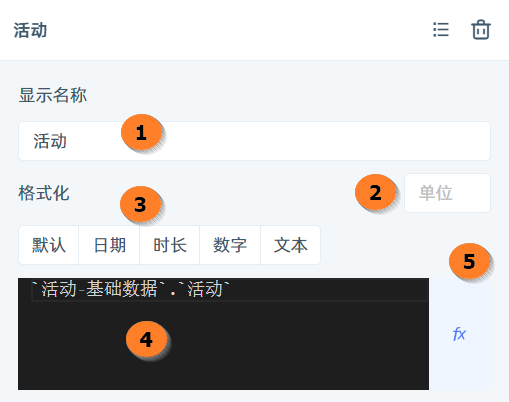 活动
显示名称
活动
1
格式化
2
单位
3
默认 日期 时长 数字 文本
5
`活动-基础数据`.`活动`
4
fx